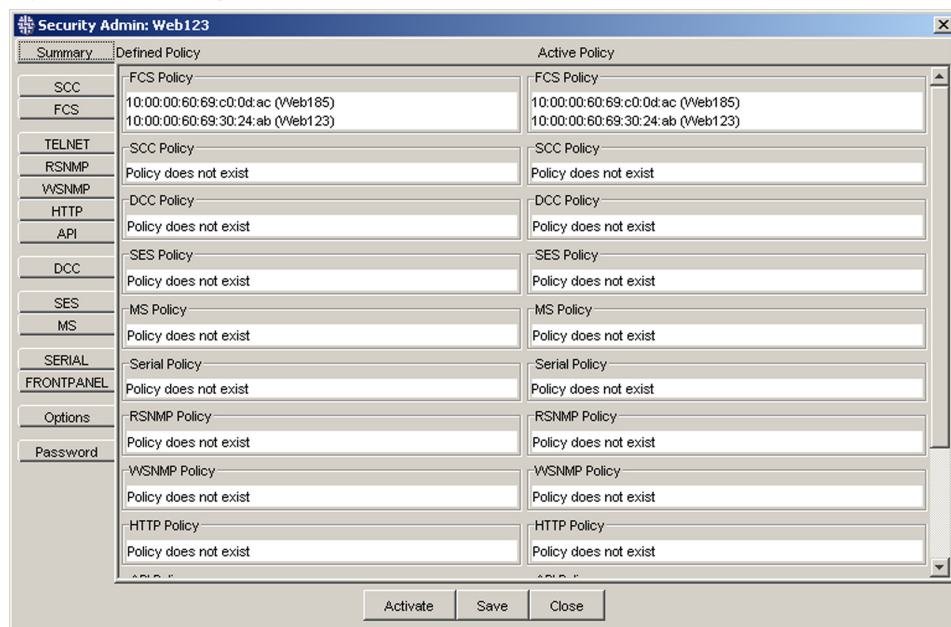 Security Admin: Web123
Summary
Defined Policy
Active Policy
SCC
FCS
TELNET
RSNMP
WSNMP
HTTP
API
DCC
SES
MS
SERIAL
FRONTPANEL
Options
Password
FCS Policy
10:00:00:60:69:c0:0d:ac (Web185)
10:00:00:60:69:30:24:ab (Web123)
SCC Policy
Policy does not exist
DCC Policy
Policy does not exist
SES Policy
Policy does not exist
MS Policy
Policy does not exist
Serial Policy
Policy does not exist
RSNMP Policy
Policy does not exist
WSNMP Policy
Policy does not exist
HTTP Policy
Policy does not exist
FCS Policy
10:00:00:60:69:c0:0d:ac (Web185)
10:00:00:60:69:30:24:ab (Web123)
SCC Policy
Policy does not exist
DCC Policy
Policy does not exist
SES Policy
Policy does not exist
MS Policy
Policy does not exist
Serial Policy
Policy does not exist
RSNMP Policy
Policy does not exist
WSNMP Policy
Policy does not exist
HTTP Policy
Policy does not exist
Activate
Save
Close